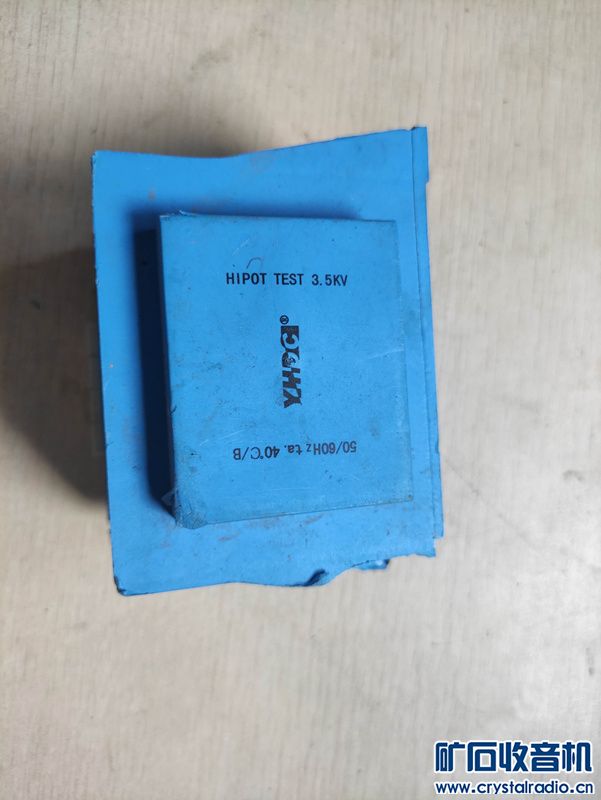 HIPOT TEST 3.5KV
YHDC®
50/60Hz ta.40℃/B
矿石收音机
www.crystalradio.cn